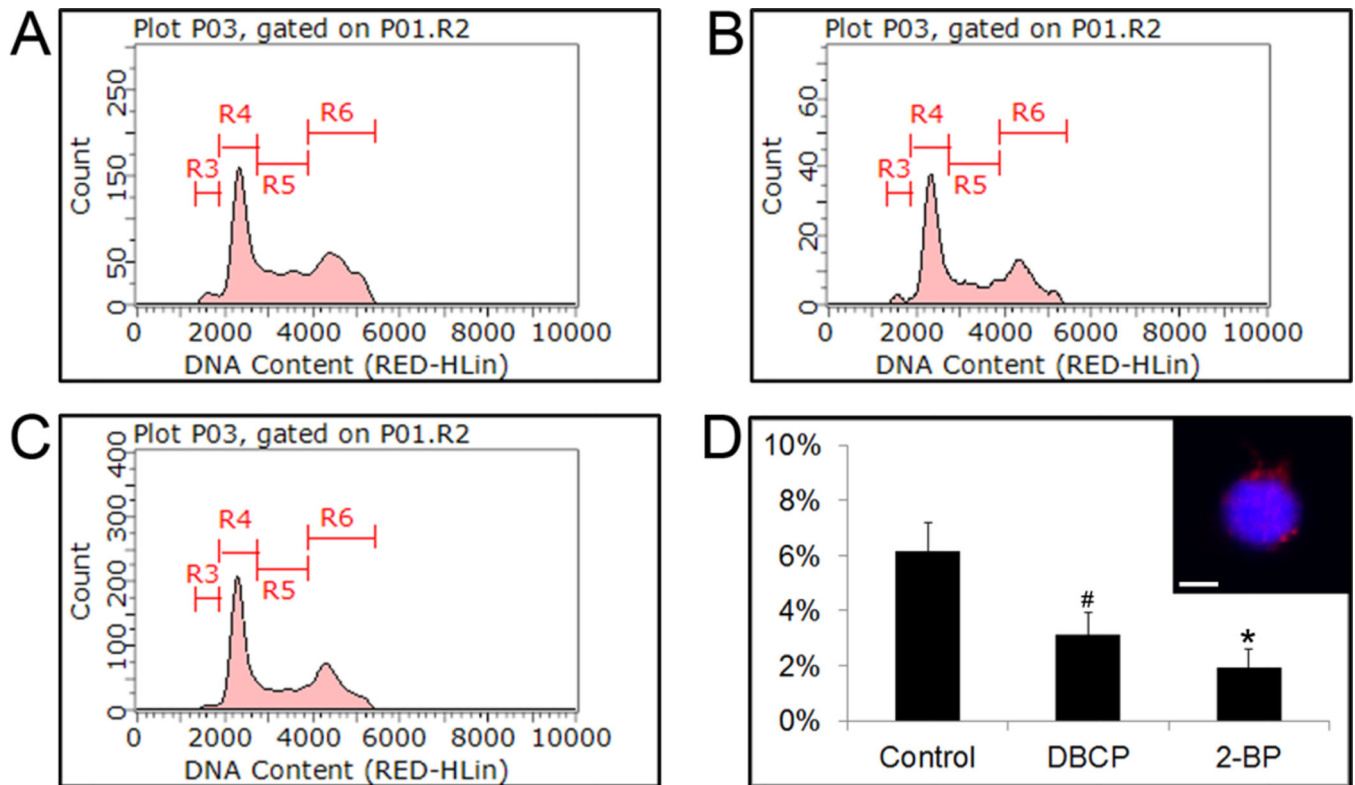 A
Plot P03, gated on P01.R2
250
150
50
0
Count
R3
R4
R5
R6
0 2000 4000 6000 8000 10000
DNA Content (RED-HLin)
B
Plot P03, gated on P01.R2
60
40
20
0
Count
R3
R4
R5
R6
0 2000 4000 6000 8000 10000
DNA Content (RED-HLin)
C
Plot P03, gated on P01.R2
400
300
200
100
0
Count
R3
R4
R5
R6
0 2000 4000 6000 8000 10000
DNA Content (RED-HLin)
D
10%
8%
6%
4%
2%
0%
#
*
Control DBCP 2-BP